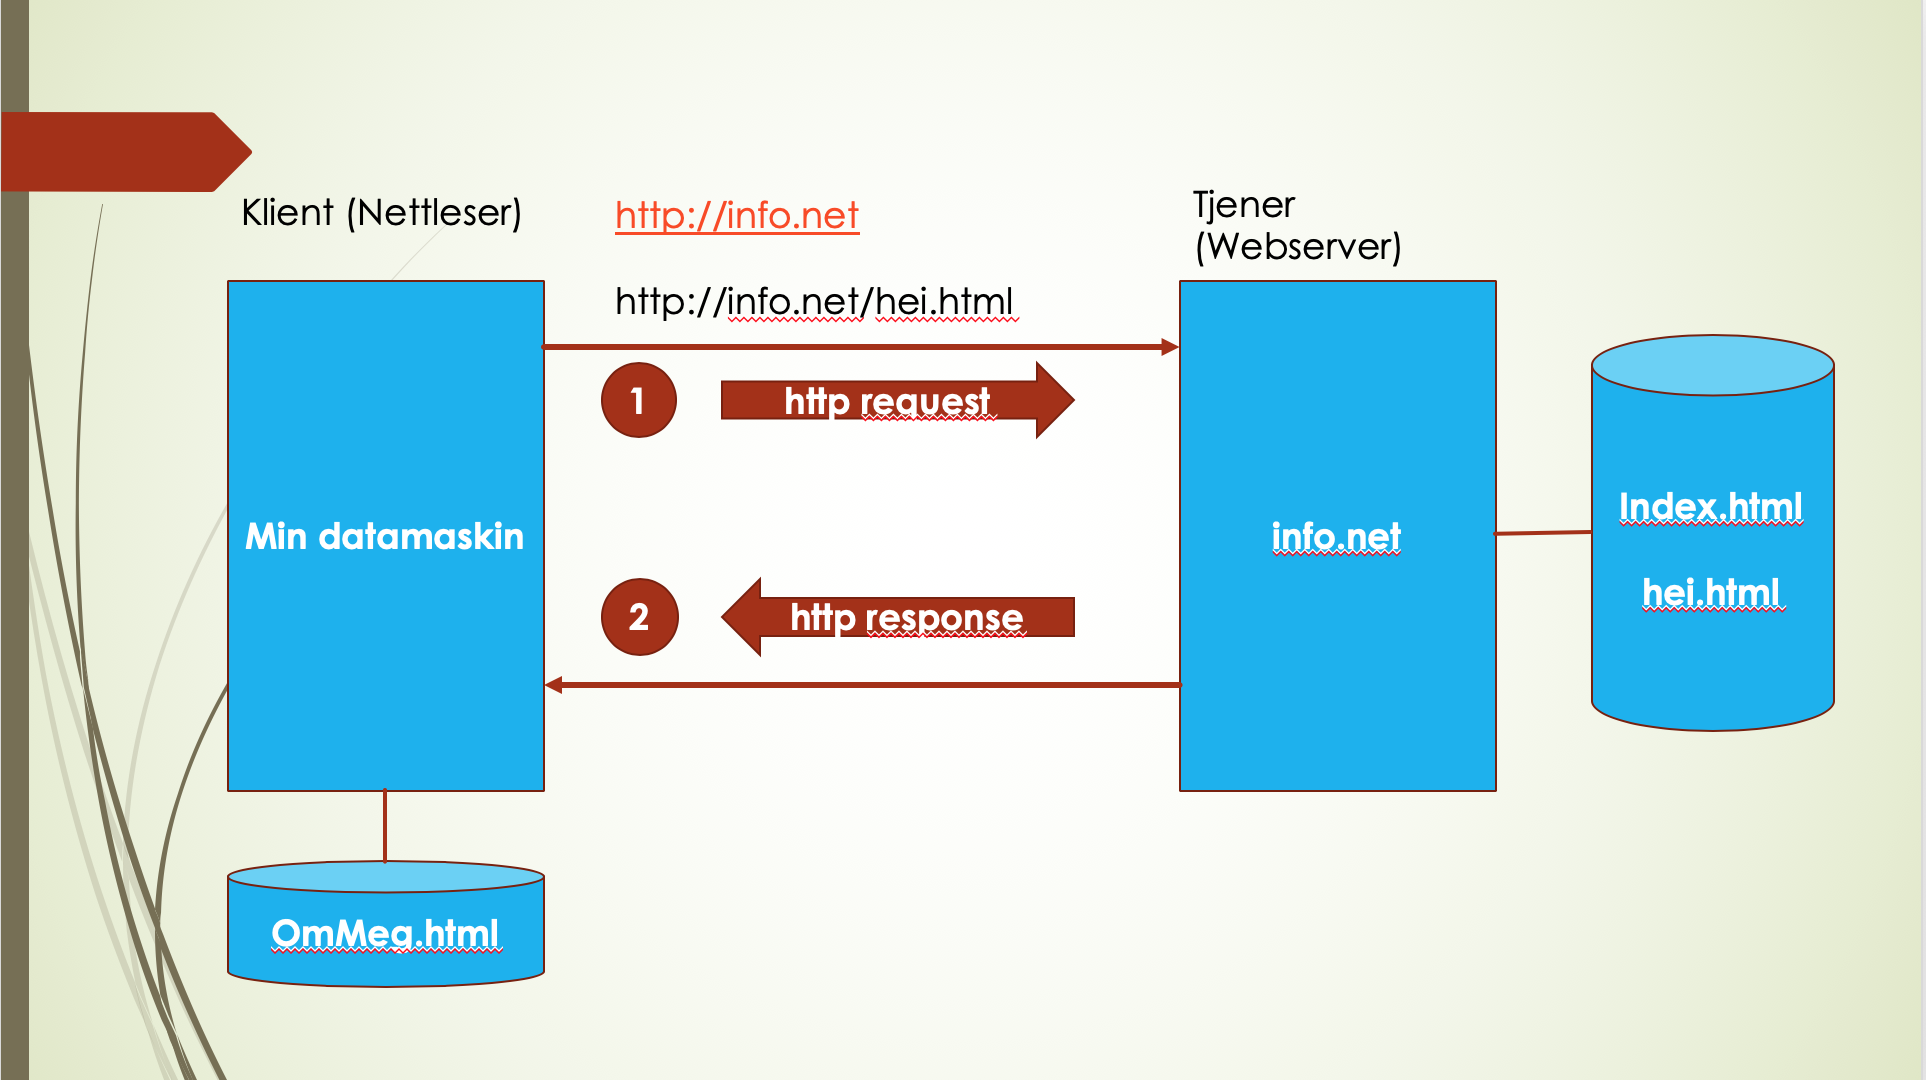 Klient (Nettleser)
http://info.net
Tjener
(Webserver)
http://info.net/hei.html
1
http request
Min datamaskin
info.net
Index.html
hei.html
2
http response
OmMeg.html